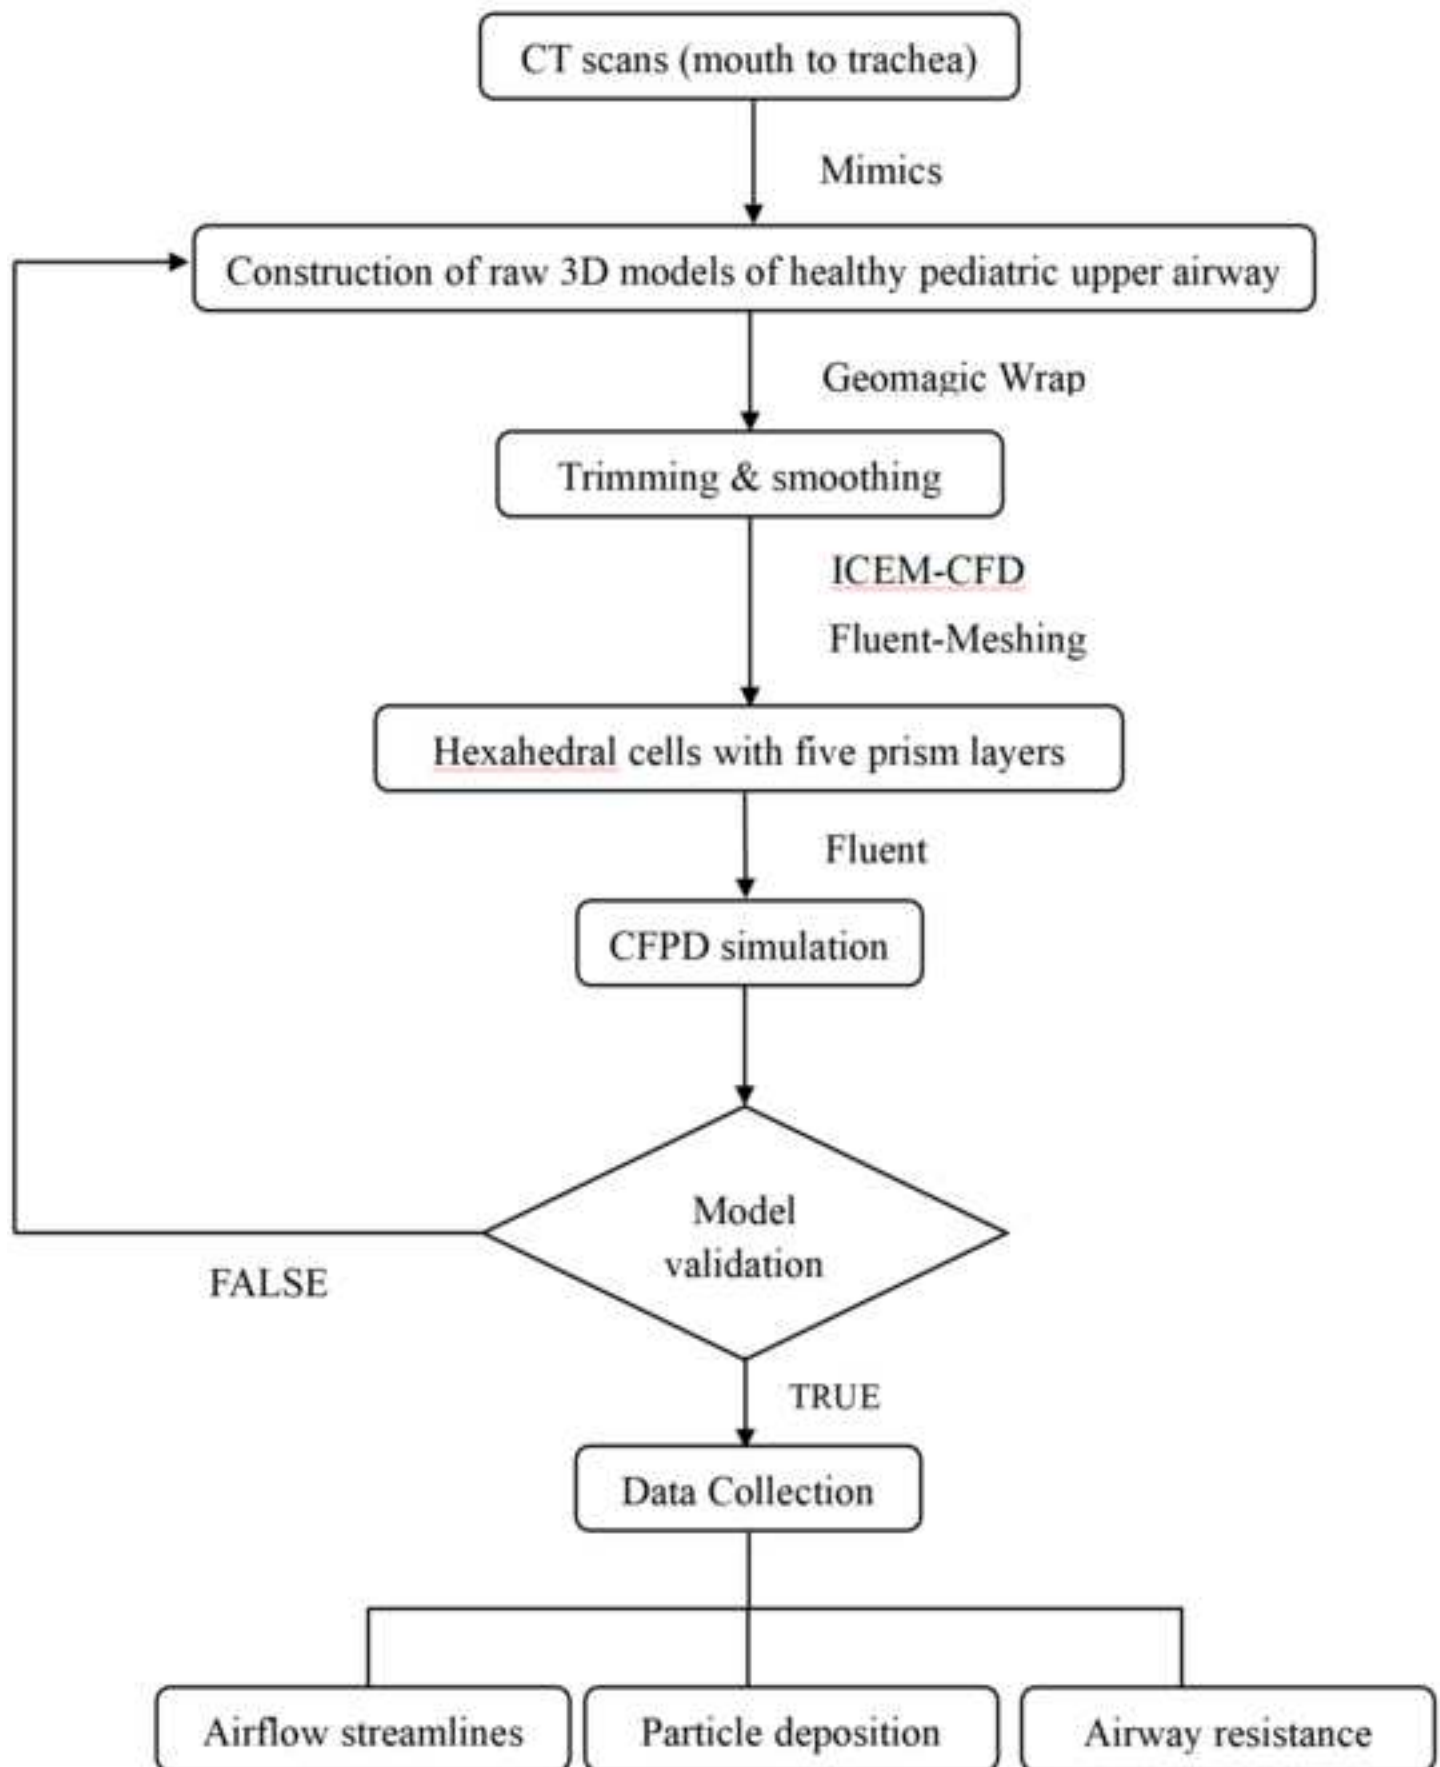 CT scans (mouth to trachea)
Mimics
Construction of raw 3D models of healthy pediatric upper airway
Geomagic Wrap
Trimming & smoothing
ICEM-CFD
Fluent-Meshing
Hexahedral cells with five prism layers
Fluent
CFPD simulation
Model
validation
FALSE
TRUE
Data Collection
Airflow streamlines
Particle deposition
Airway resistance